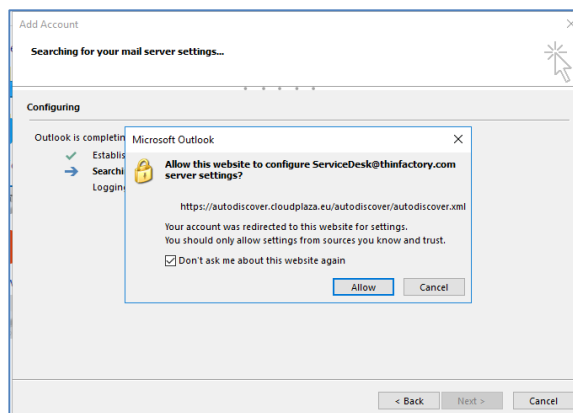 Add Account
Searching for your mail server settings...
Configuring
Outlook is completin
Establis
Searchi
Loggin
Microsoft Outlook
Allow this website to configure ServiceDesk@thinfactory.com
server settings?
https://autodiscover.cloudplaza.eu/autodiscover/autodiscover.xml
Your account was redirected to this website for settings.
You should only allow settings from sources you know and trust.
Don't ask me about this website again
Allow Cancel
< Back Next > Cancel